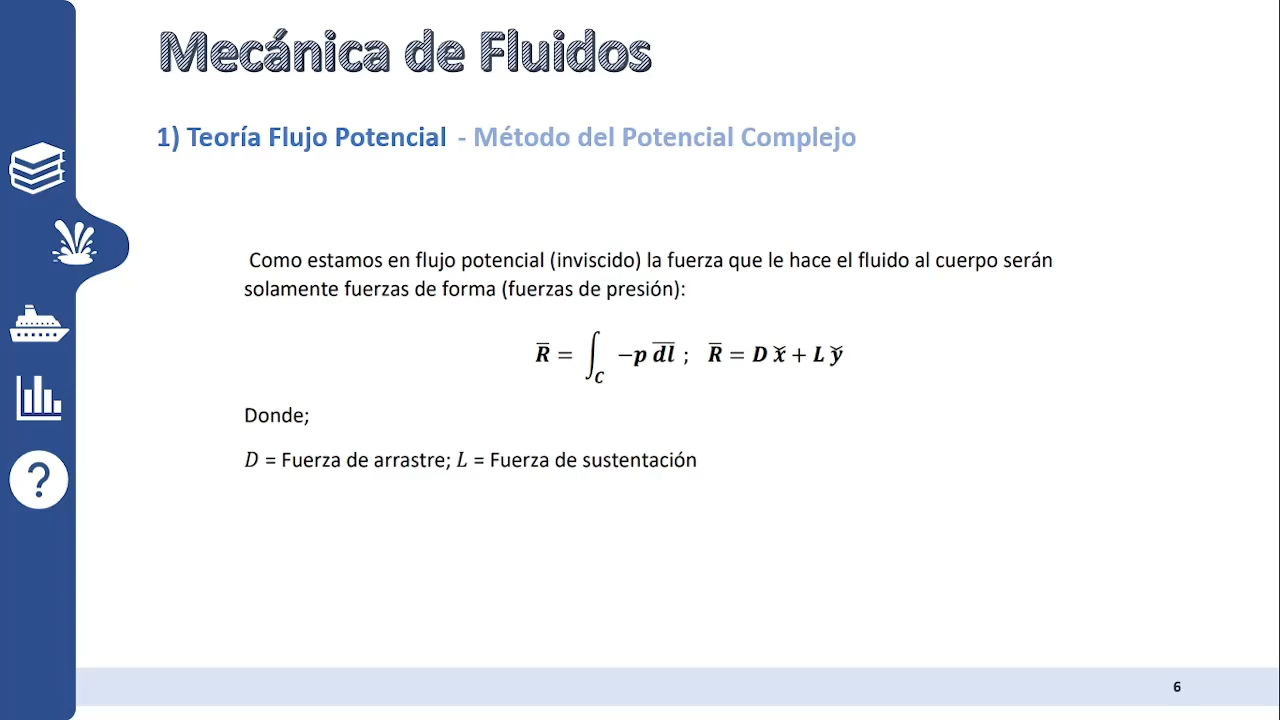 Mecánica de Fluidos
1) Teoría Flujo Potencial - Método del Potencial Complejo
Como estamos en flujo potencial (inviscido) la fuerza que le hace el fluido al cuerpo serán
solamente fuerzas de forma (fuerzas de presión):
R̅ = ∫_C −p d̅l̅ ; R̅ = D x̌ + L y̌
Donde;
D = Fuerza de arrastre; L = Fuerza de sustentación
?
6